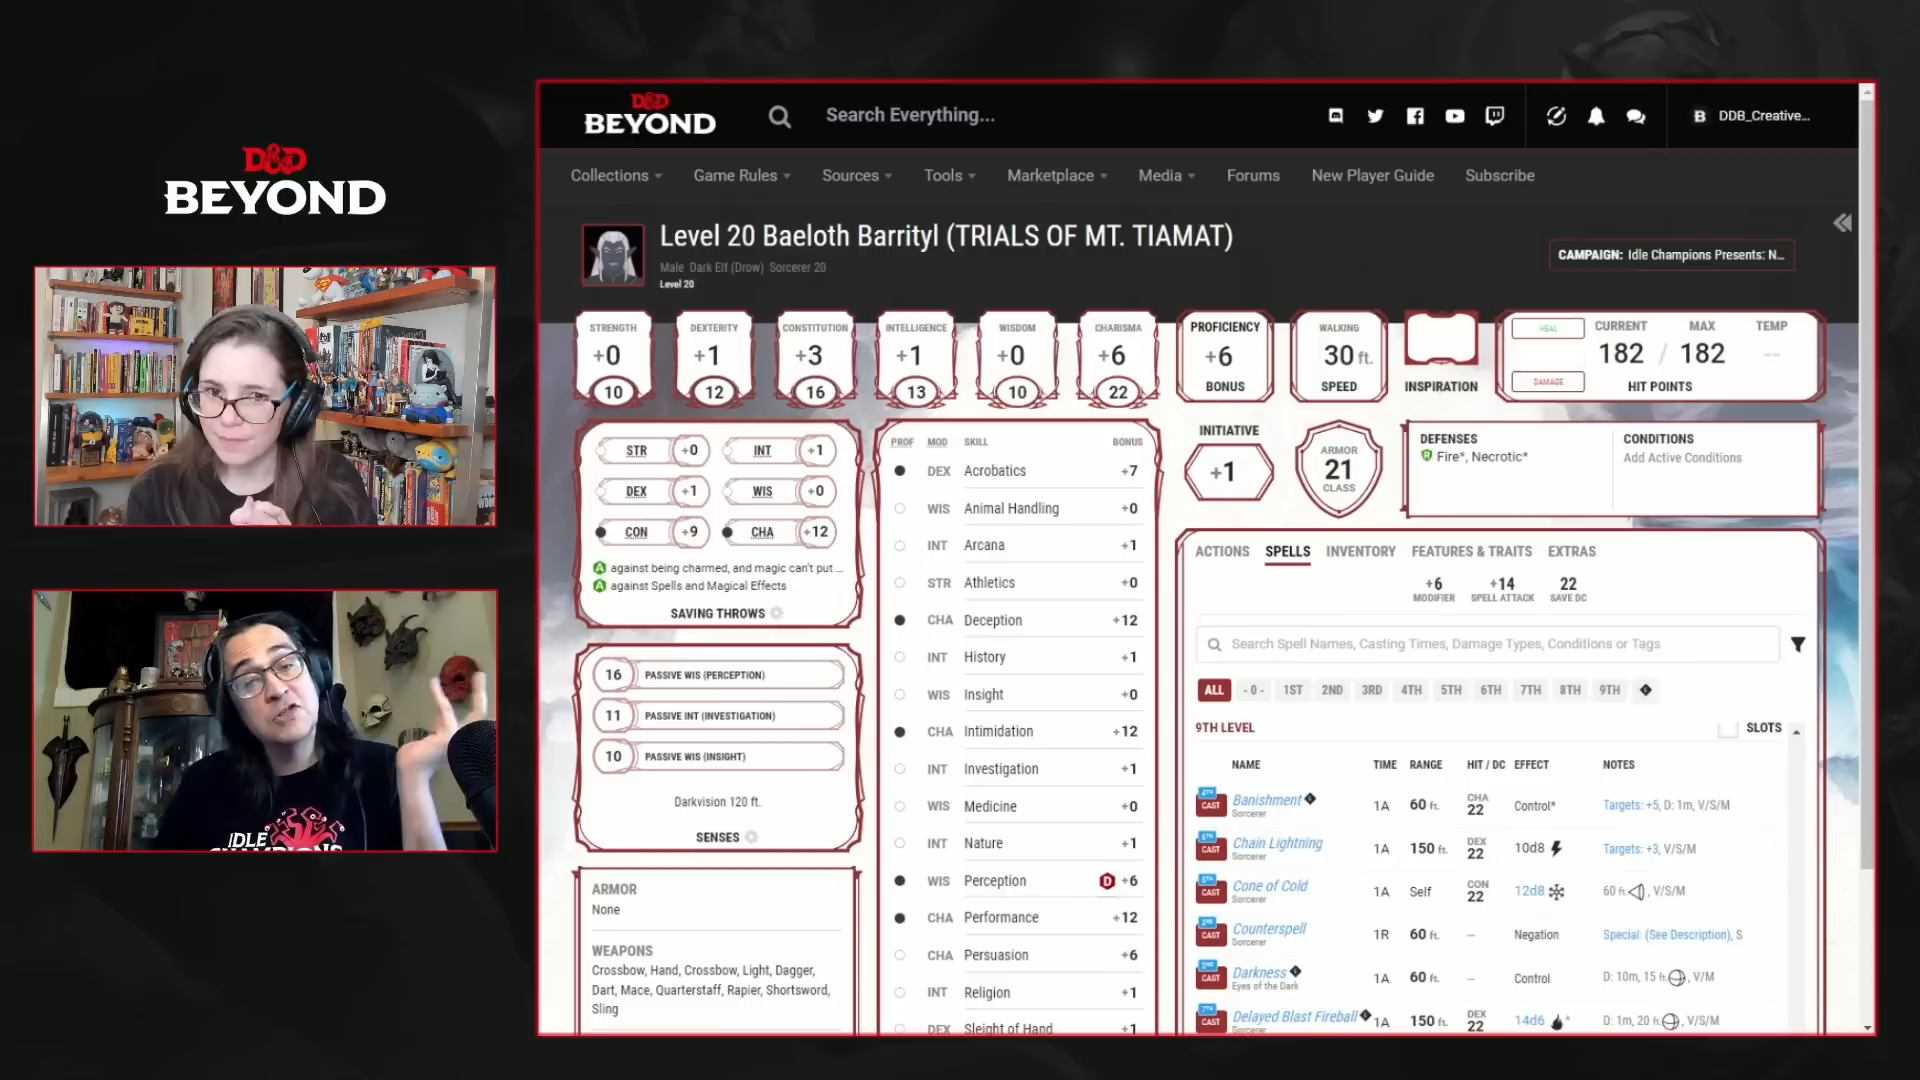 D&D
BEYOND
IDLE
CHAMPIONS
D&D
BEYOND
Search Everything...
B DDB_Creative...
Collections
Game Rules
Sources
Tools
Marketplace
Media
Forums
New Player Guide
Subscribe
Level 20 Baeloth Barrityl (TRIALS OF MT. TIAMAT)
Male Dark Elf (Drow) Sorcerer 20
Level 20
CAMPAIGN: Idle Champions Presents: N...
STRENGTH
+0
10
DEXTERITY
+1
12
CONSTITUTION
+3
16
INTELLIGENCE
+1
13
WISDOM
+0
10
CHARISMA
+6
22
PROFICIENCY
+6
BONUS
WALKING
30 ft.
SPEED
INSPIRATION
HEAL
DAMAGE
CURRENT MAX TEMP
182 / 182 --
HIT POINTS
STR +0
INT +1
DEX +1
WIS +0
CON +9
CHA +12
A against being charmed, and magic can't put ...
A against Spells and Magical Effects
SAVING THROWS
16 PASSIVE WIS (PERCEPTION)
11 PASSIVE INT (INVESTIGATION)
10 PASSIVE WIS (INSIGHT)
Darkvision 120 ft.
SENSES
ARMOR
None
WEAPONS
Crossbow, Hand, Crossbow, Light, Dagger,
Dart, Mace, Quarterstaff, Rapier, Shortsword,
Sling
PROF MOD SKILL BONUS
DEX Acrobatics +7
WIS Animal Handling +0
INT Arcana +1
STR Athletics +0
CHA Deception +12
INT History +1
WIS Insight +0
CHA Intimidation +12
INT Investigation +1
WIS Medicine +0
INT Nature +1
WIS Perception D +6
CHA Performance +12
CHA Persuasion +6
INT Religion +1
DEX Sleight of Hand +1
INITIATIVE
+1
ARMOR
21
CLASS
DEFENSES
R Fire*, Necrotic*
CONDITIONS
Add Active Conditions
ACTIONS SPELLS INVENTORY FEATURES & TRAITS EXTRAS
+6
MODIFIER
+14
SPELL ATTACK
22
SAVE DC
Search Spell Names, Casting Times, Damage Types, Conditions or Tags
ALL - 0 - 1ST 2ND 3RD 4TH 5TH 6TH 7TH 8TH 9TH
9TH LEVEL
SLOTS
NAME TIME RANGE HIT / DC EFFECT NOTES
4TH CAST Banishment 1A 60 ft. CHA 22 Control* Targets: +5, D: 1m, V/S/M
Sorcerer
6TH CAST Chain Lightning 1A 150 ft. DEX 22 10d8 Targets: +3, V/S/M
Sorcerer
5TH CAST Cone of Cold 1A Self CON 22 12d8 60 ft. , V/S/M
Sorcerer
3RD CAST Counterspell 1R 60 ft. -- Negation Special: (See Description), S
Sorcerer
2ND CAST Darkness 1A 60 ft. -- Control D: 10m, 15 ft. , V/M
Eyes of the Dark
7TH CAST Delayed Blast Fireball 1A 150 ft. DEX 22 14d6 * D: 1m, 20 ft. , V/S/M
Sorcerer